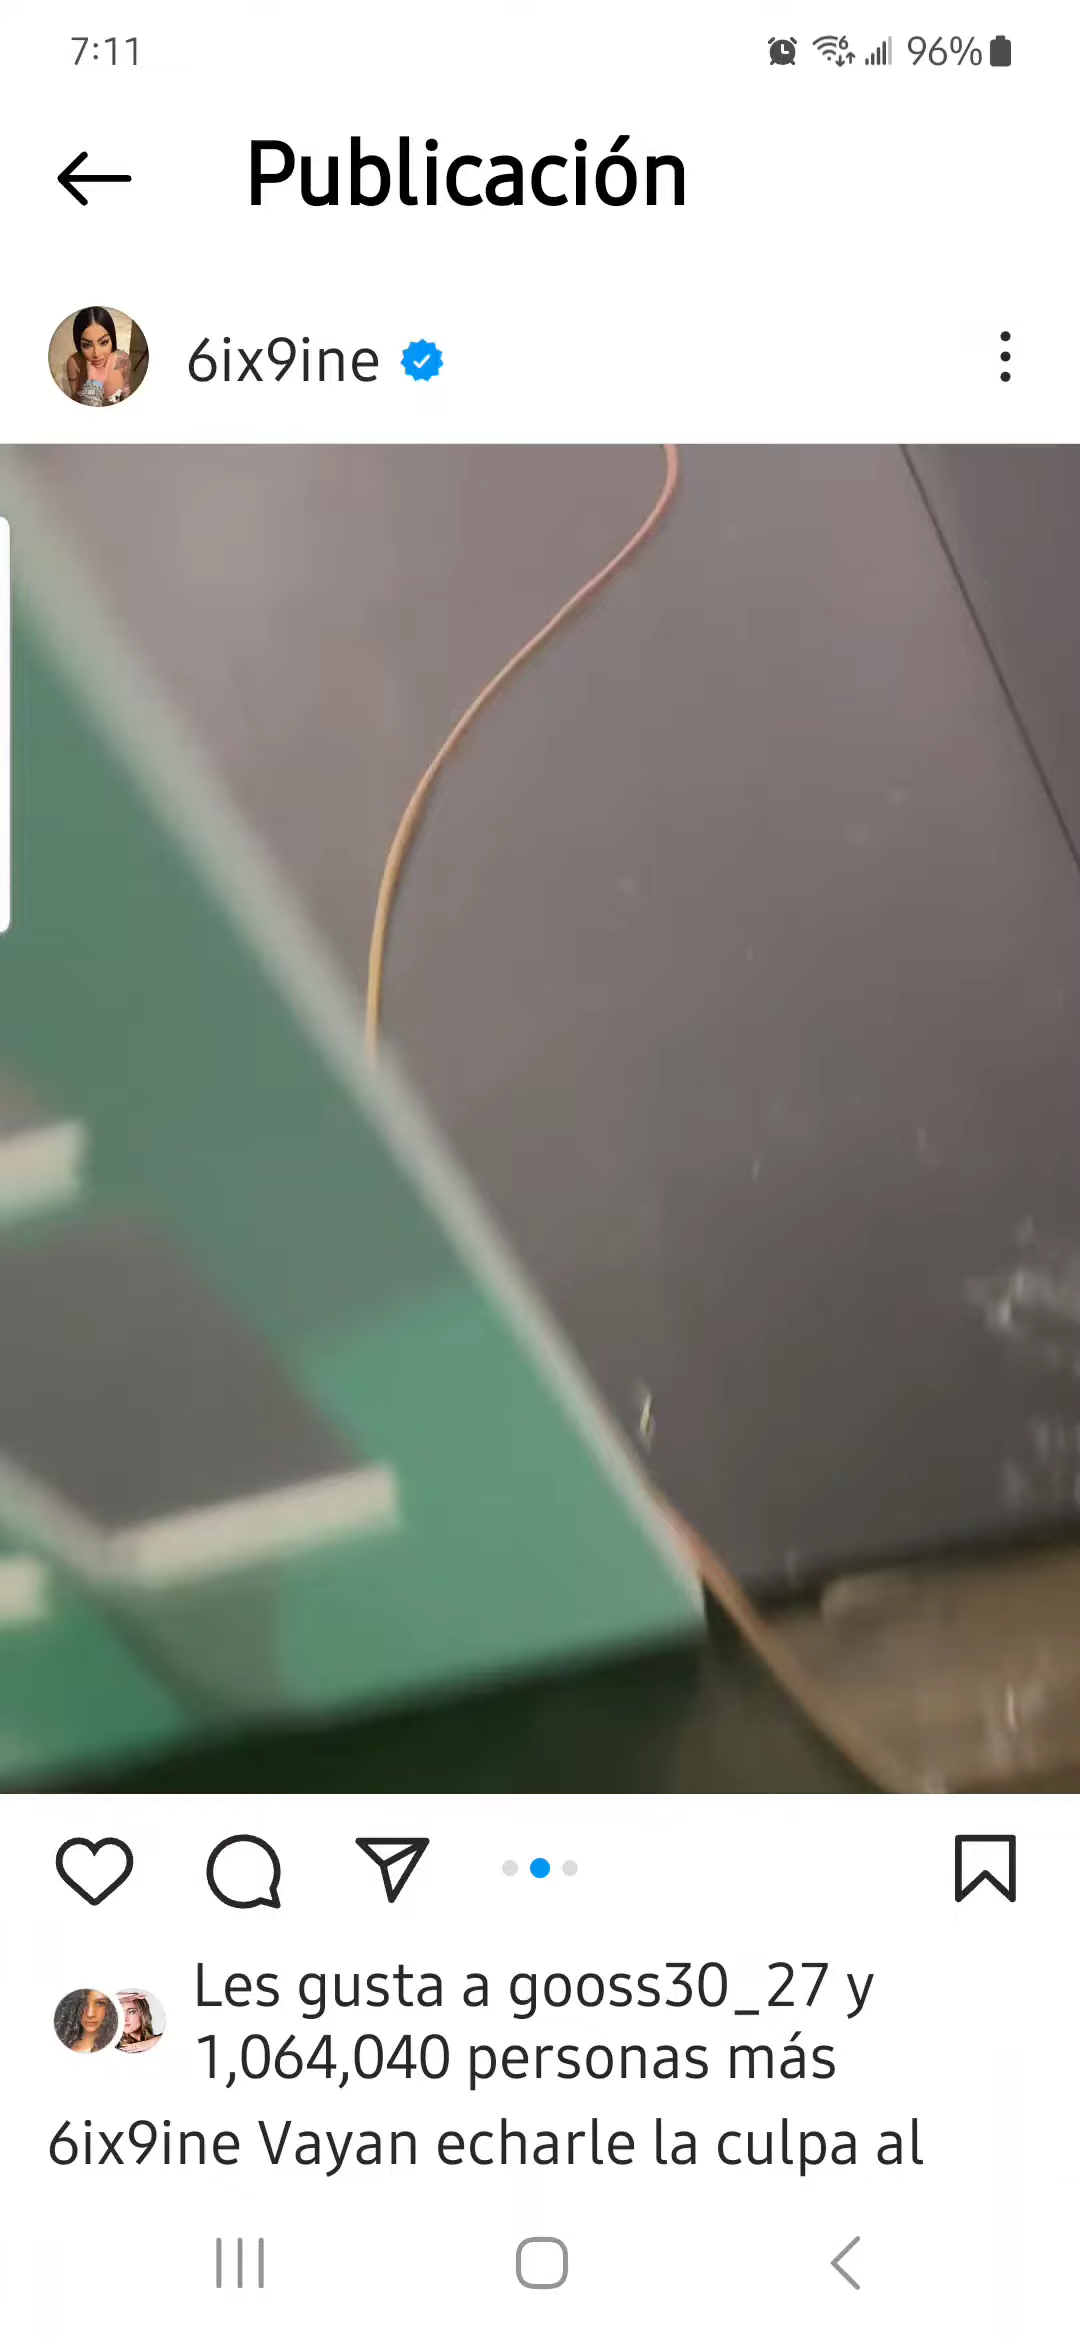 7:11
96%
Publicación
6ix9ine
Les gusta a gooss30_27 y
1,064,040 personas más
6ix9ine Vayan echarle la culpa al